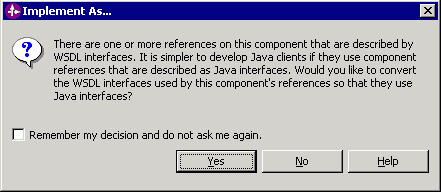 Implement As...
There are one or more references on this component that are described by
WSDL interfaces. It is simpler to develop Java clients if they use component
references that are described as Java interfaces. Would you like to convert
the WSDL interfaces used by this component's references so that they use
Java interfaces?
Remember my decision and do not ask me again.
Yes No Help